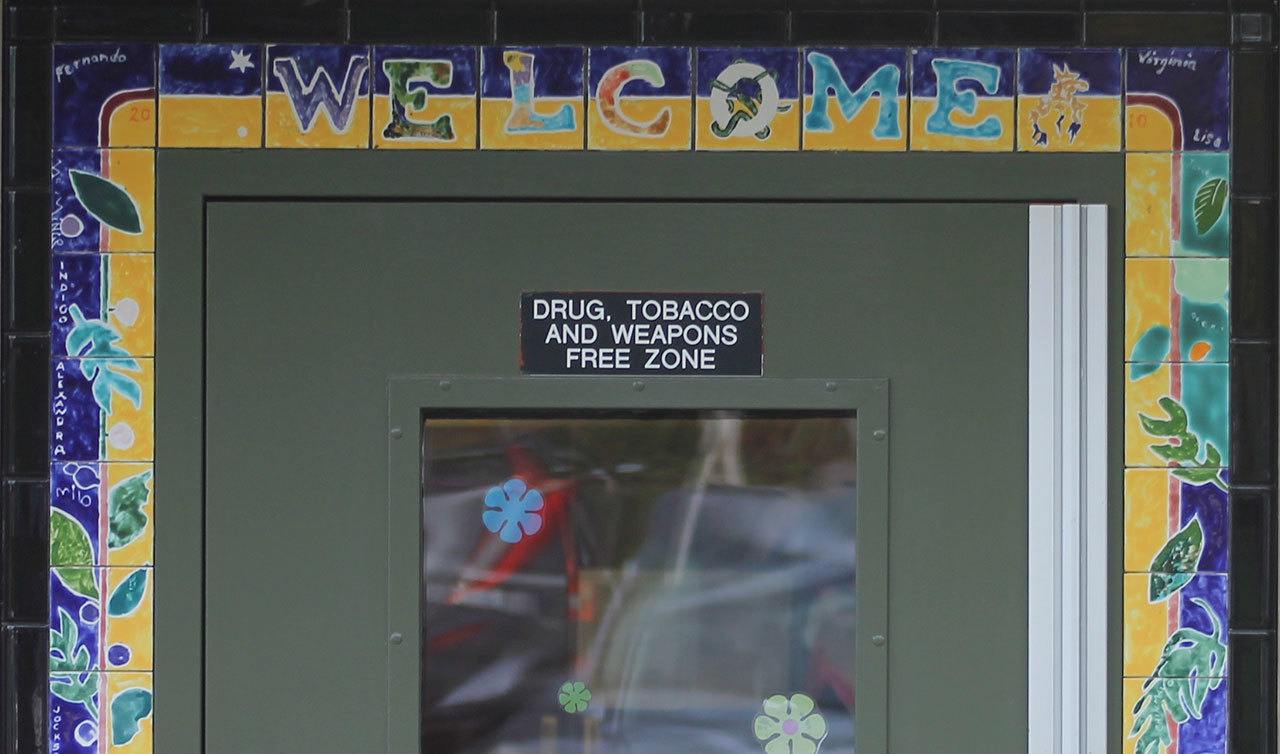 Fernando
Virginia
20
WELCOME
10
Lisa
INDIGO
DRUG, TOBACCO
AND WEAPONS
FREE ZONE
ALEXANDRA